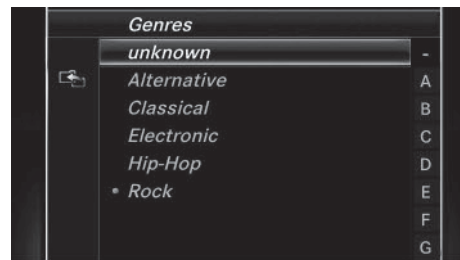 Genres
unknown -
Alternative A
Classical B
Electronic C
Hip-Hop D
• Rock E
F
G